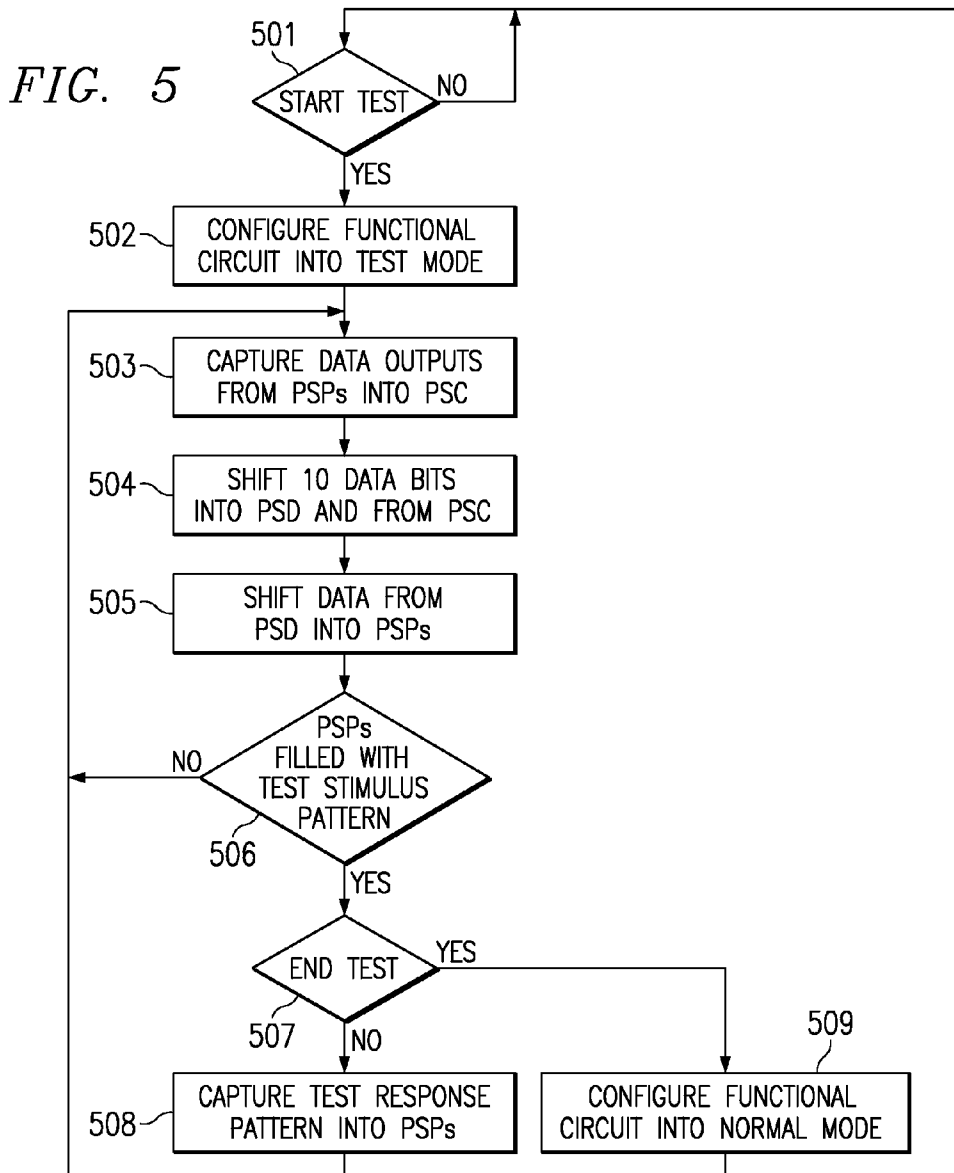 FIG. 5
501
START TEST
NO
YES
502
CONFIGURE FUNCTIONAL
CIRCUIT INTO TEST MODE
503
CAPTURE DATA OUTPUTS
FROM PSPs INTO PSC
504
SHIFT 10 DATA BITS
INTO PSD AND FROM PSC
505
SHIFT DATA FROM
PSD INTO PSPs
PSPs
FILLED WITH
TEST STIMULUS
PATTERN
NO
506
YES
END TEST
YES
507
NO
508
CAPTURE TEST RESPONSE
PATTERN INTO PSPs
509
CONFIGURE FUNCTIONAL
CIRCUIT INTO NORMAL MODE